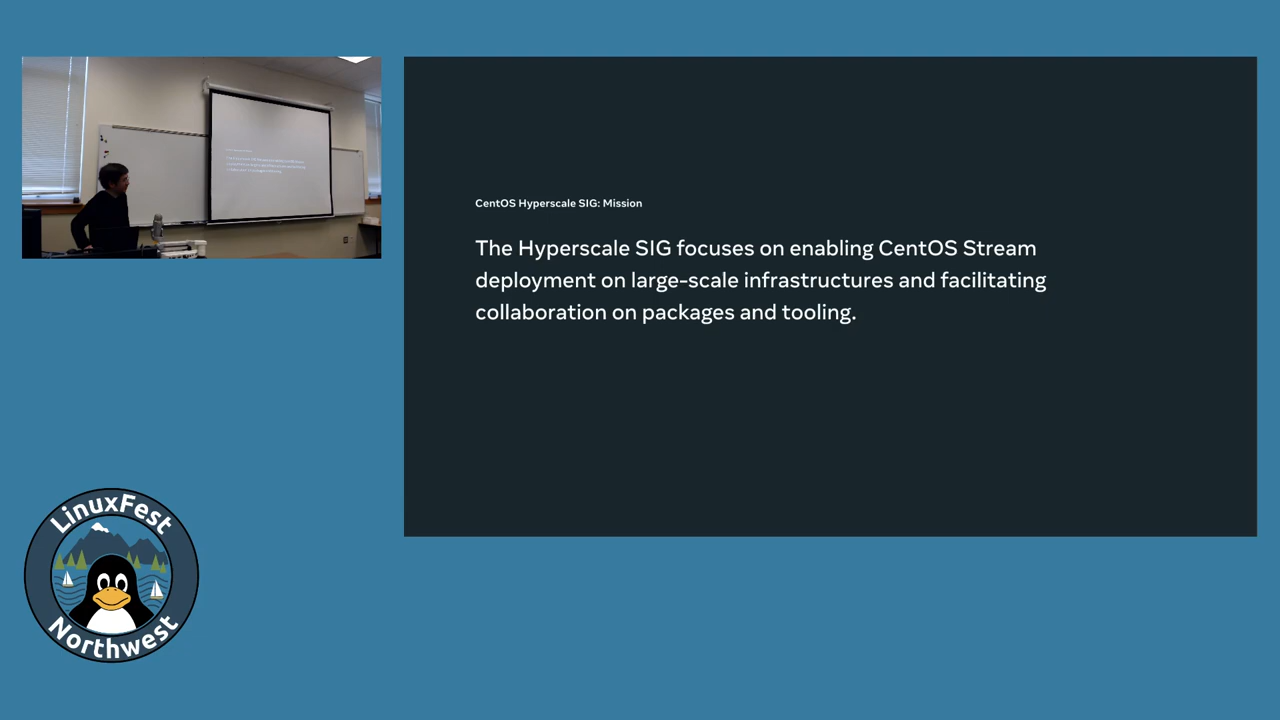 CentOS Hyperscale SIG: Mission
The Hyperscale SIG focuses on enabling CentOS Stream
deployment on large-scale infrastructures and facilitating
collaboration on packages and tooling.
LinuxFest
Northwest